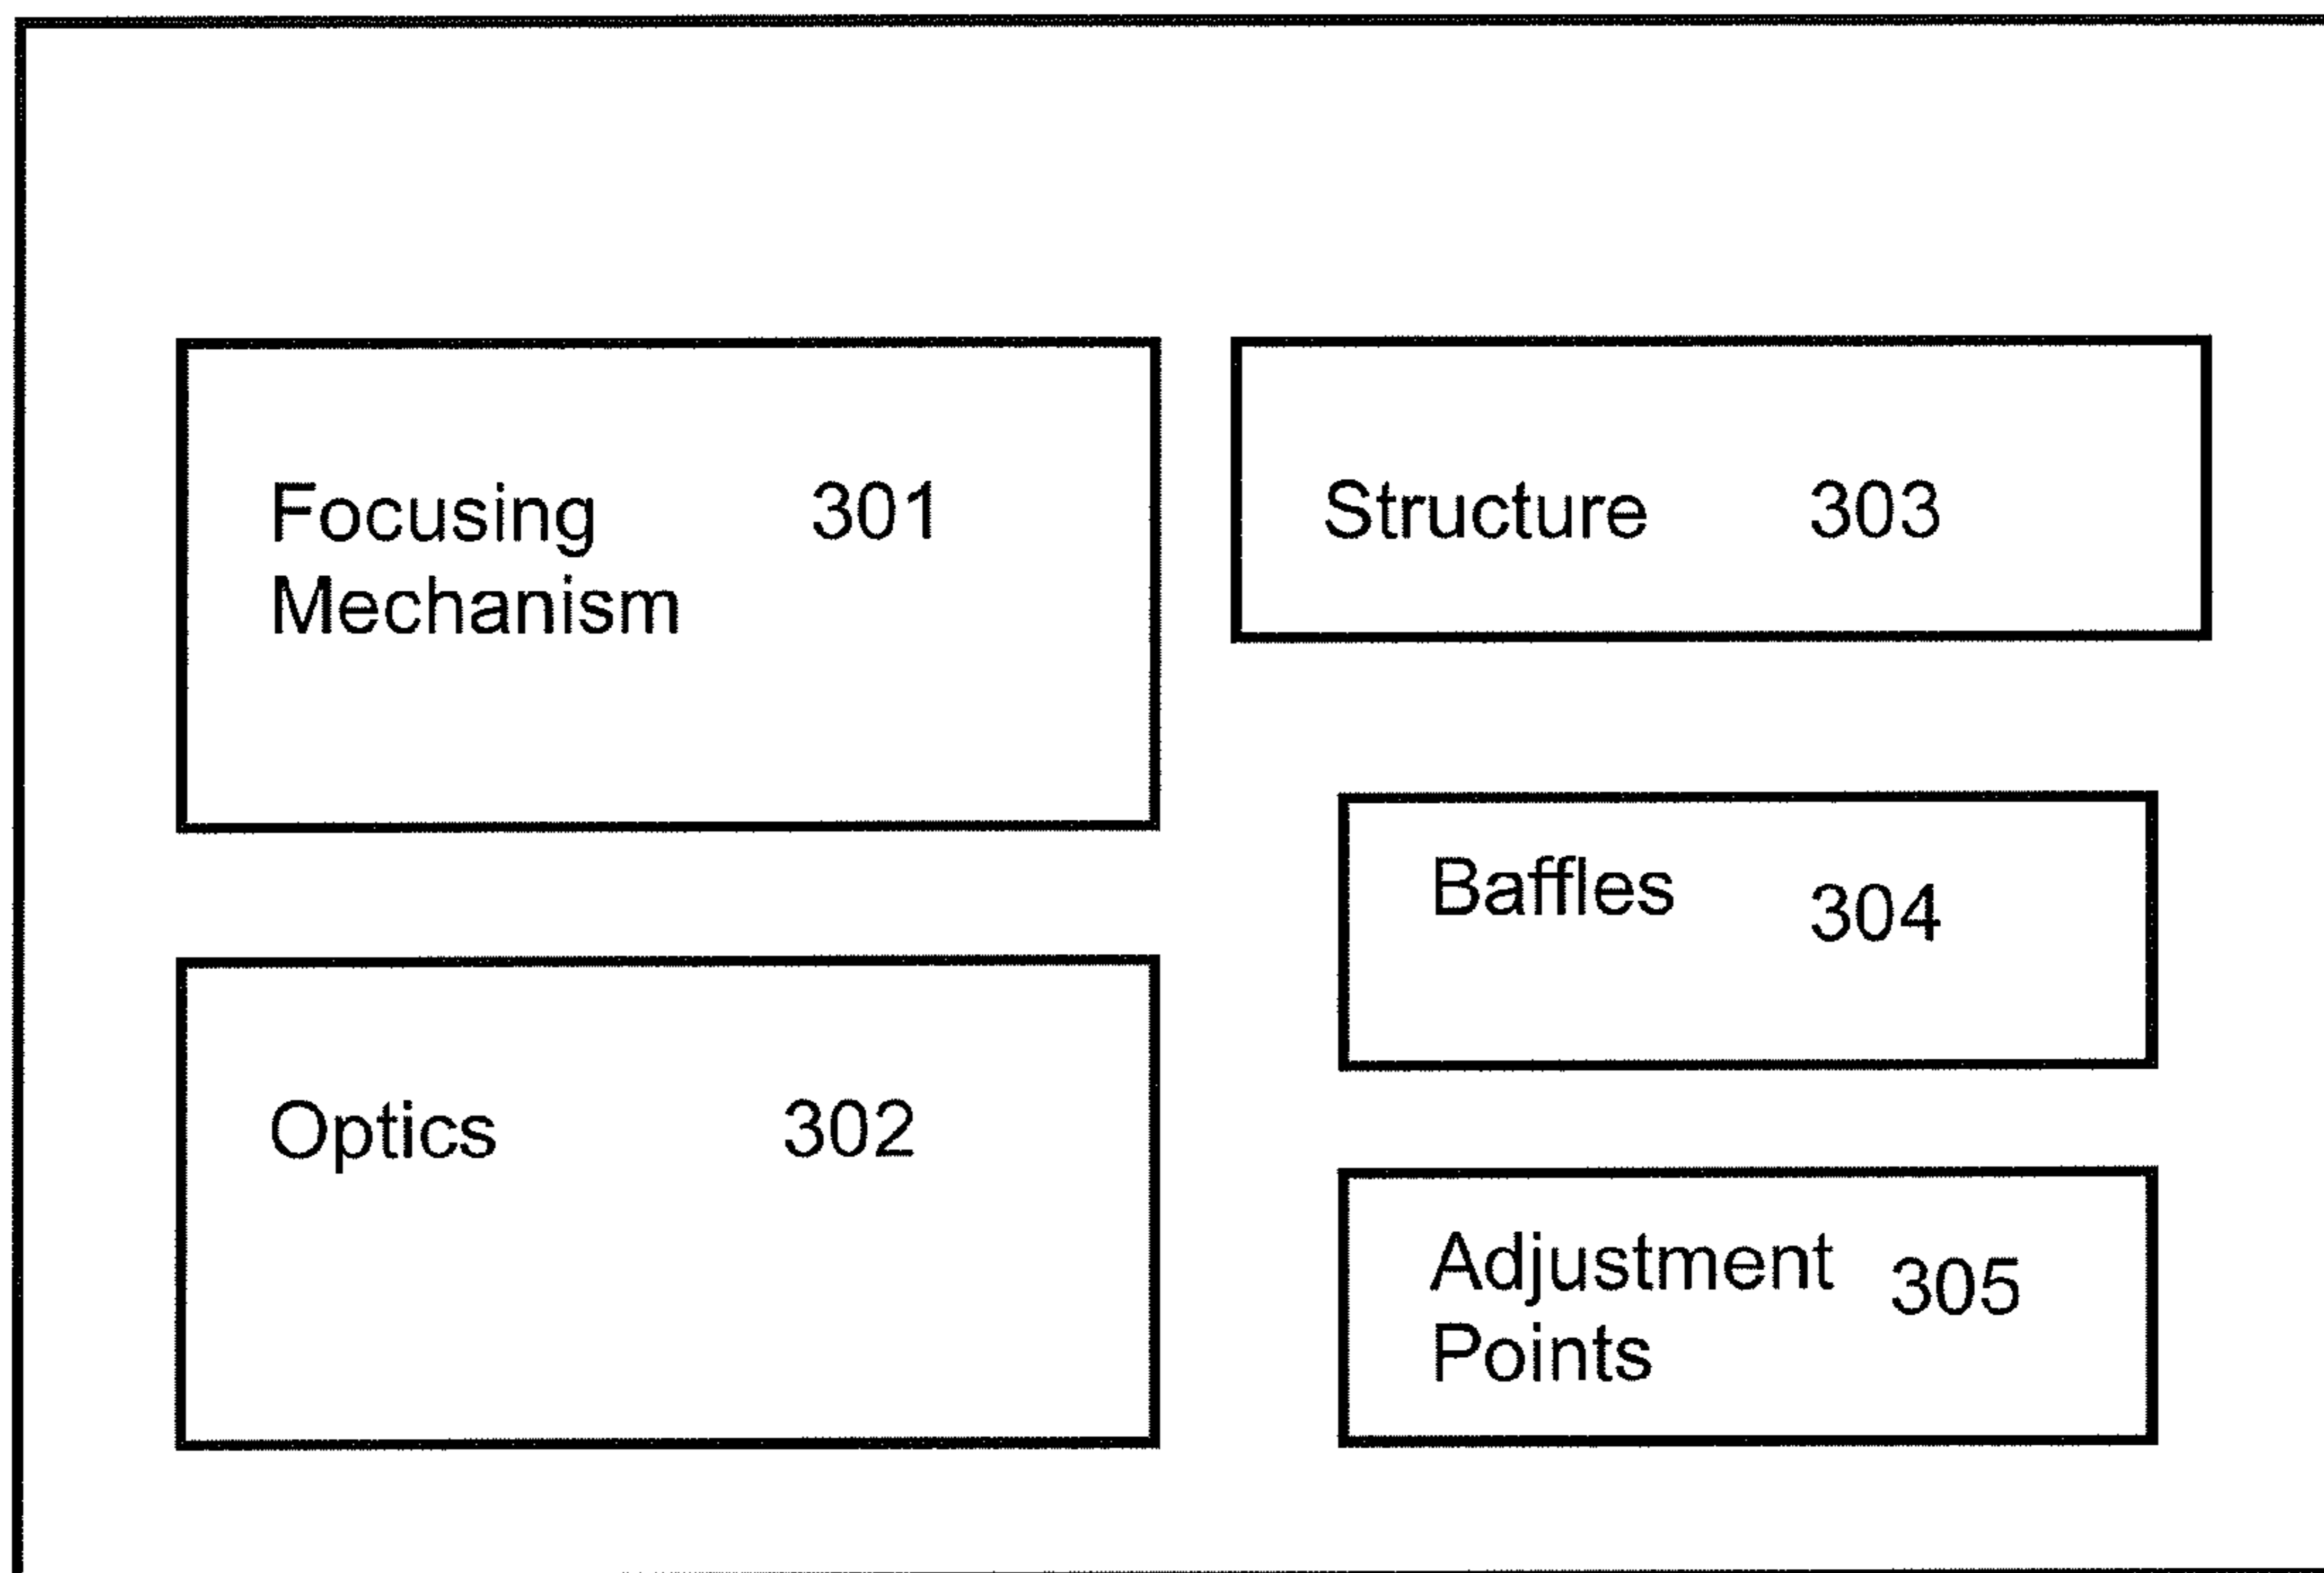 Focusing 301
Mechanism
Structure 303
Baffles 304
Optics 302
Adjustment 305
Points